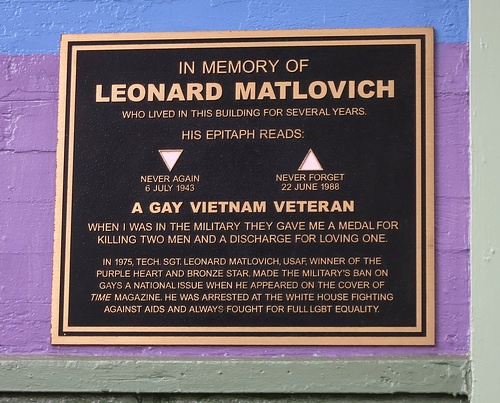 IN MEMORY OF
LEONARD MATLOVICH
WHO LIVED IN THIS BUILDING FOR SEVERAL YEARS.
HIS EPITAPH READS:
NEVER AGAIN
6 JULY 1943
NEVER FORGET
22 JUNE 1988
A GAY VIETNAM VETERAN
WHEN I WAS IN THE MILITARY THEY GAVE ME A MEDAL FOR
KILLING TWO MEN AND A DISCHARGE FOR LOVING ONE.
IN 1975, TECH. SGT. LEONARD MATLOVICH, USAF, WINNER OF THE
PURPLE HEART AND BRONZE STAR, MADE THE MILITARY'S BAN ON
GAYS A NATIONAL ISSUE WHEN HE APPEARED ON THE COVER OF
TIME MAGAZINE. HE WAS ARRESTED AT THE WHITE HOUSE FIGHTING
AGAINST AIDS AND ALWAYS FOUGHT FOR FULL LGBT EQUALITY.